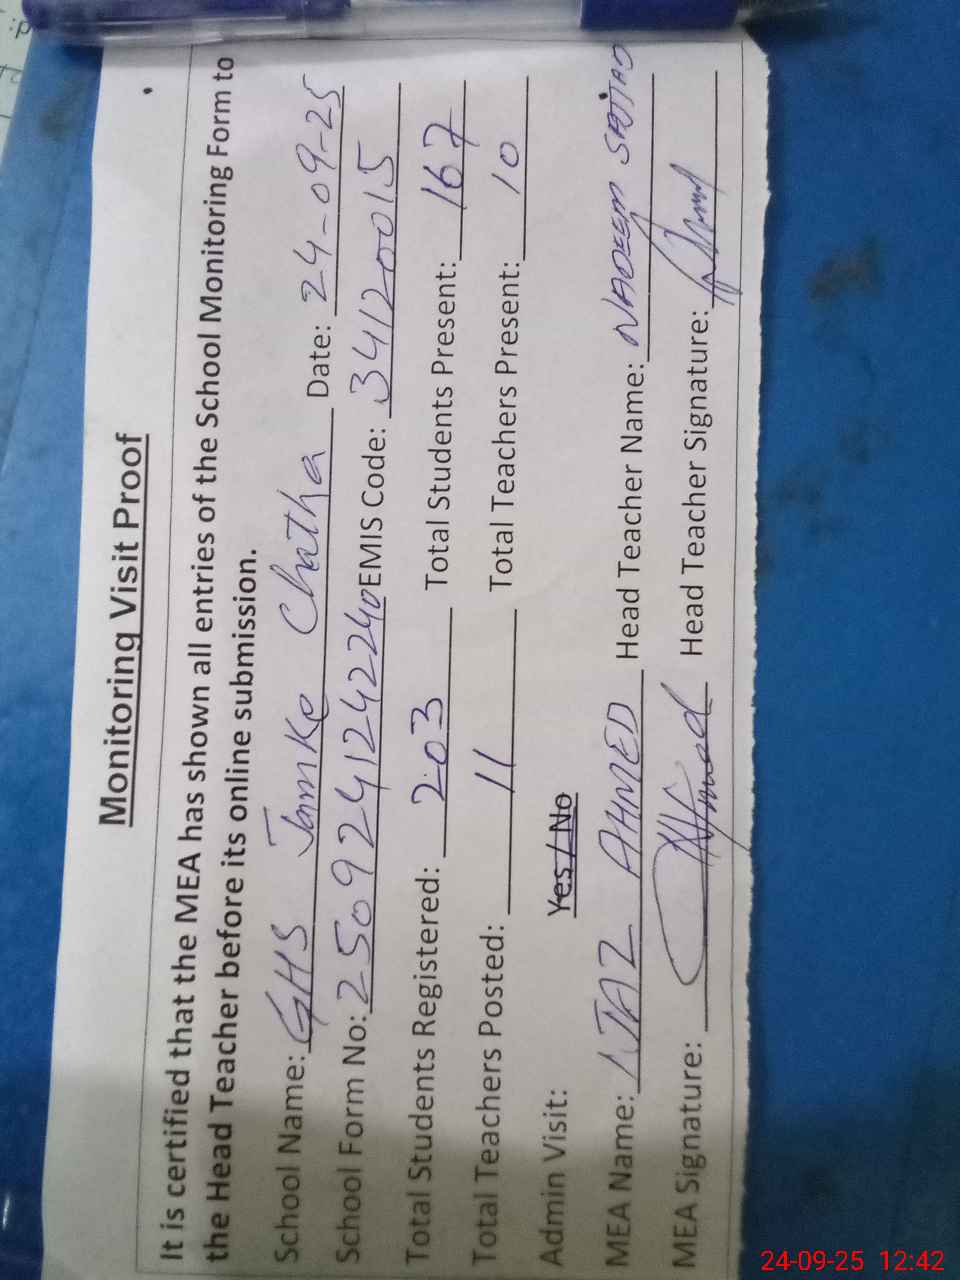 Monitoring Visit Proof
It is certified that the MEA has shown all entries of the School Monitoring Form to
the Head Teacher before its online submission.
School Name: GHS Jamke Chatha Date: 24-09-25
School Form No: 2509241242240 EMIS Code: 34120015
Total Students Registered: 203 Total Students Present: 167
Total Teachers Posted: 11 Total Teachers Present: 10
Admin Visit: Yes / No
MEA Name: IJAZ AHMED Head Teacher Name: NADEEM SAJJAD
MEA Signature: Head Teacher Signature:
24-09-25 12:42